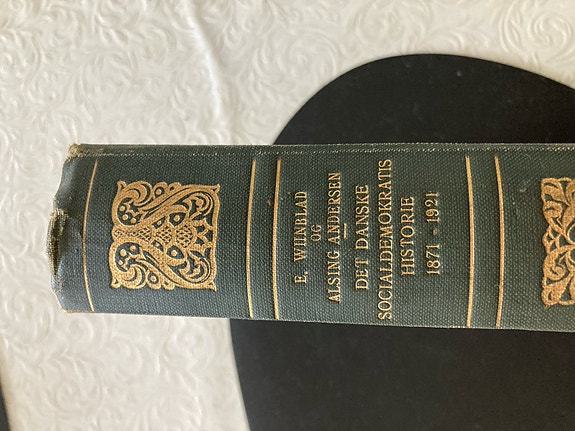 E. WIINBLAD
OG
ALSING ANDERSEN
DET DANSKE
SOCIALDEMOKRATIS
HISTORIE
1871 - 1921